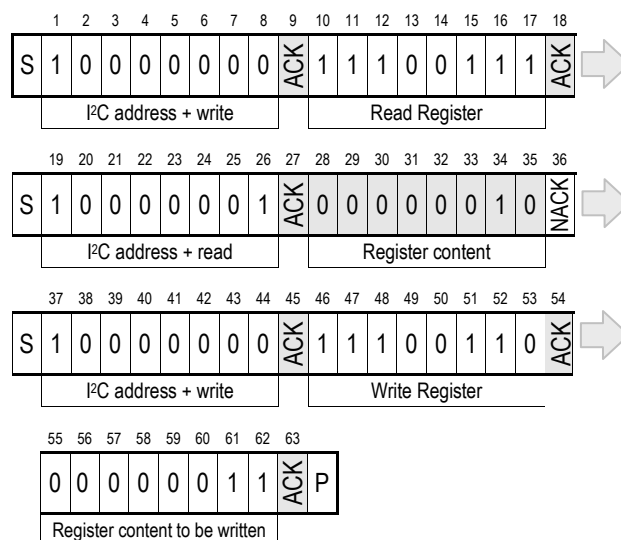 1 2 3 4 5 6 7 8 9 10 11 12 13 14 15 16 17 18
S 1 0 0 0 0 0 0 0 ACK 1 1 1 0 0 1 1 1 ACK
I²C address + write Read Register
19 20 21 22 23 24 25 26 27 28 29 30 31 32 33 34 35 36
S 1 0 0 0 0 0 0 1 ACK 0 0 0 0 0 0 1 0 NACK
I²C address + read Register content
37 38 39 40 41 42 43 44 45 46 47 48 49 50 51 52 53 54
S 1 0 0 0 0 0 0 0 ACK 1 1 1 0 0 1 1 0 ACK
I²C address + write Write Register
55 56 57 58 59 60 61 62 63
0 0 0 0 0 0 1 1 ACK P
Register content to be written